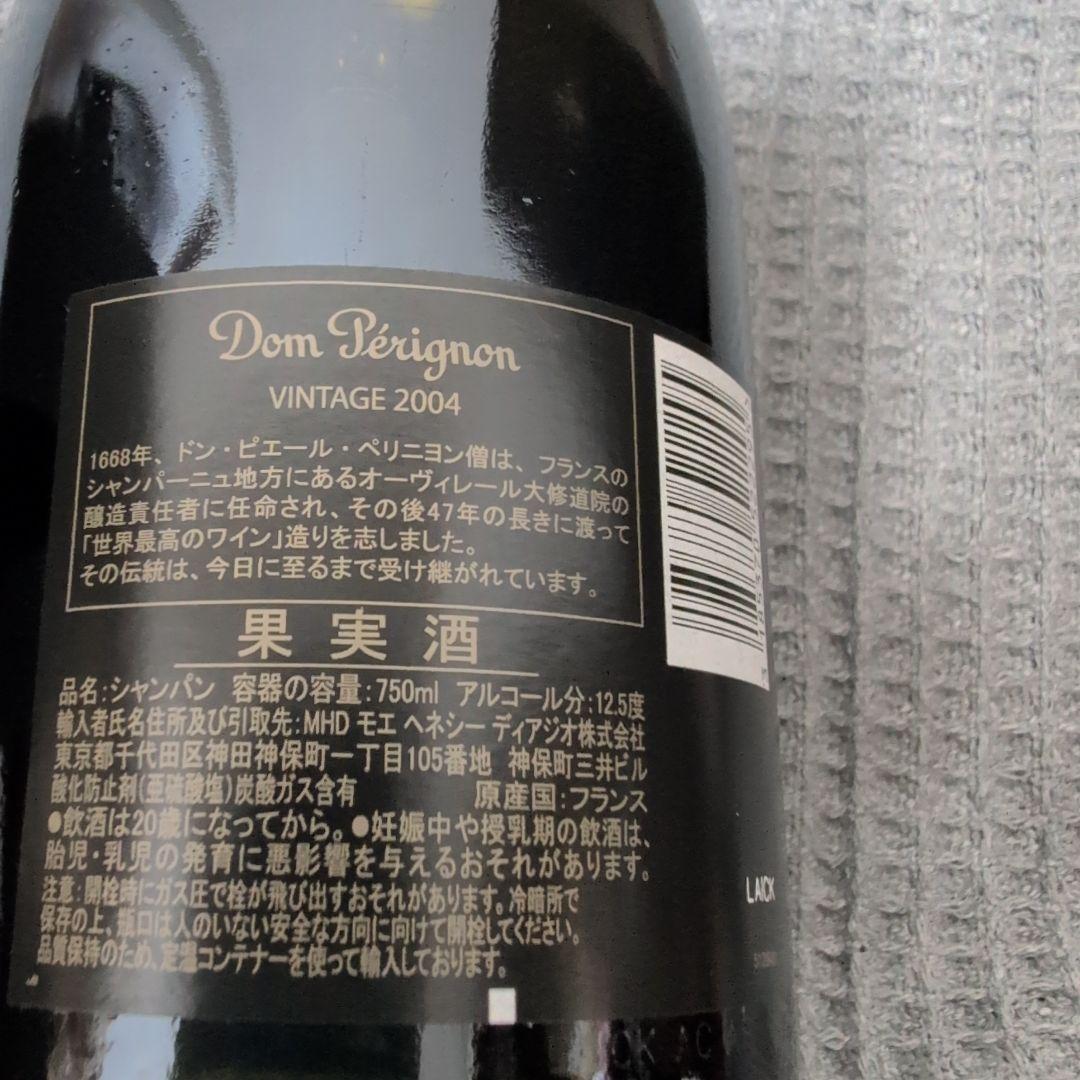 Dom Pérignon
VINTAGE 2004
1668年、ドン・ピエール・ペリニヨン僧は、フランスの
シャンパーニュ地方にあるオーヴィレール大修道院の
醸造責任者に任命され、その後47年の長きに渡って
「世界最高のワイン」造りを志しました。
その伝統は、今日に至るまで受け継がれています。
果実酒
品名:シャンパン 容器の容量:750ml アルコール分:12.5度
輸入者氏名住所及び引取先:MHD モエ ヘネシー ディアジオ株式会社
東京都千代田区神田神保町一丁目105番地 神保町三井ビル
酸化防止剤(亜硫酸塩)炭酸ガス含有 原産国:フランス
●飲酒は20歳になってから。●妊娠中や授乳期の飲酒は、
胎児・乳児の発育に悪影響を与えるおそれがあります。
注意:開栓時にガス圧で栓が飛び出すおそれがあります。冷暗所で
保存の上、瓶口は人のいない安全な方向に向けて開栓してください。
品質保持のため、定温コンテナーを使って輸入しております。
LAICK